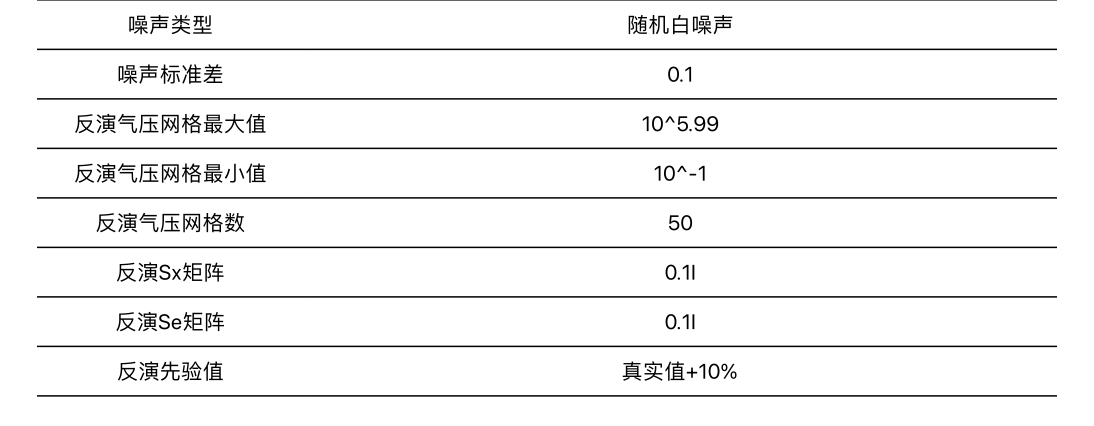 噪声类型 随机白噪声
噪声标准差 0.1
反演气压网格最大值 10^5.99
反演气压网格最小值 10^-1
反演气压网格数 50
反演Sx矩阵 0.1I
反演Se矩阵 0.1I
反演先验值 真实值+10%